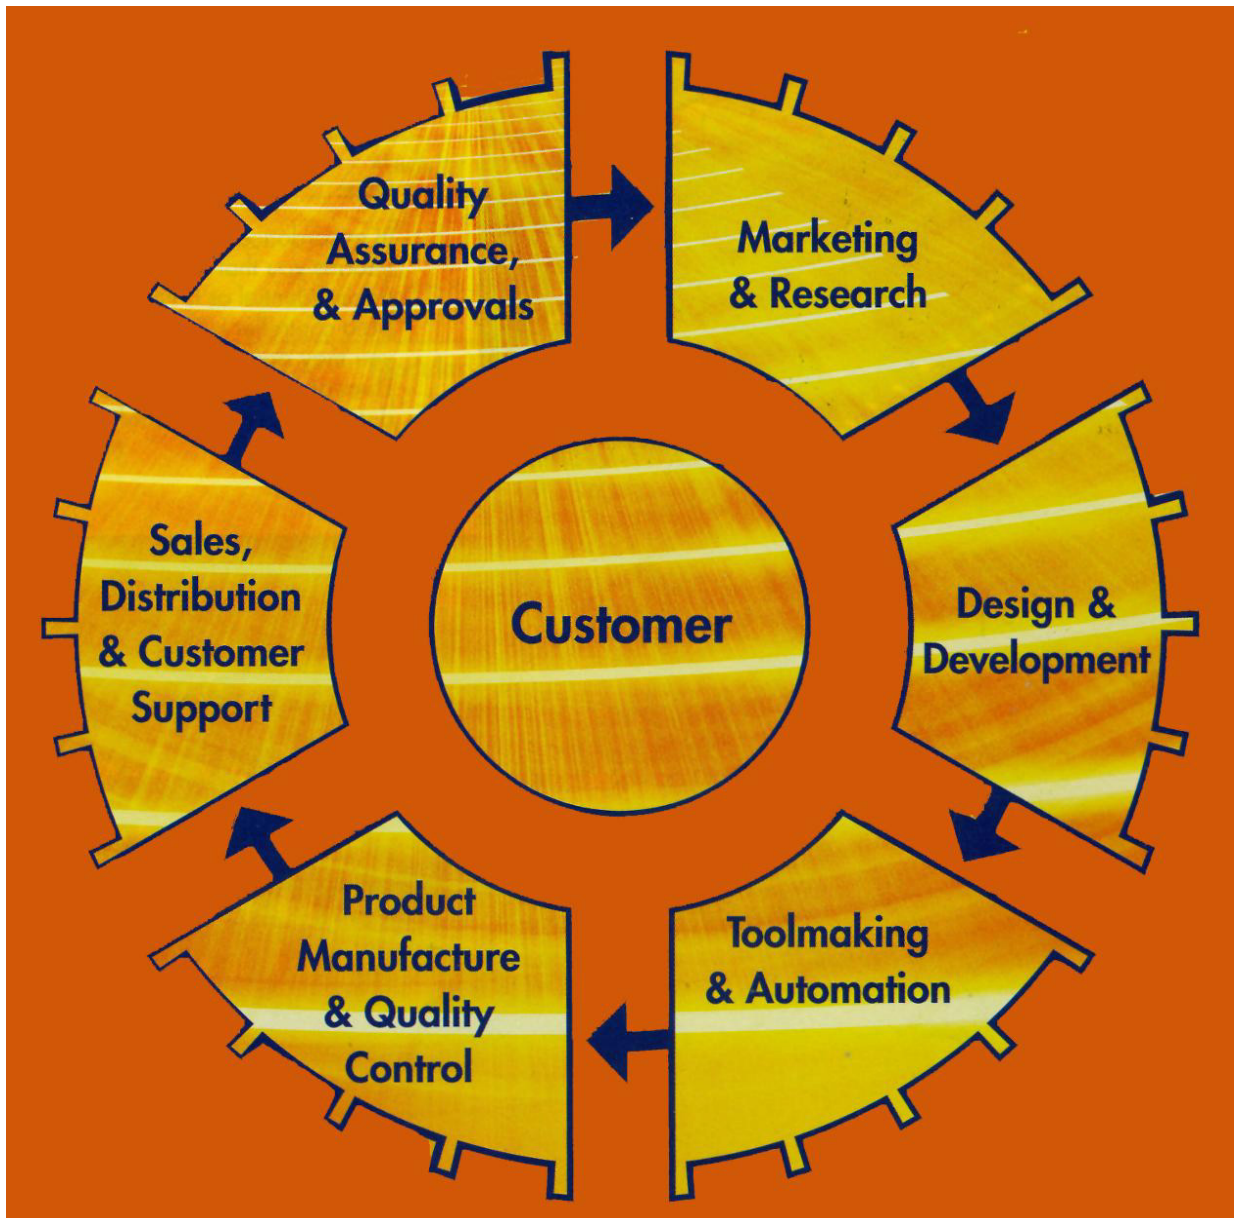 Quality
Assurance,
& Approvals
Marketing
& Research
Design &
Development
Toolmaking
& Automation
Product
Manufacture
& Quality
Control
Sales,
Distribution
& Customer
Support
Customer